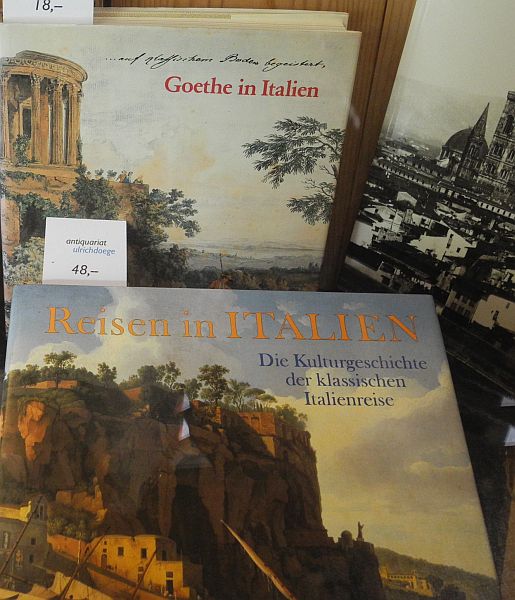 18,–
...auf klassischem Boden begeistert.
Goethe in Italien
antiquariat
ulrichdoege
48,–
Reisen in ITALIEN
Die Kulturgeschichte
der klassischen
Italienreise